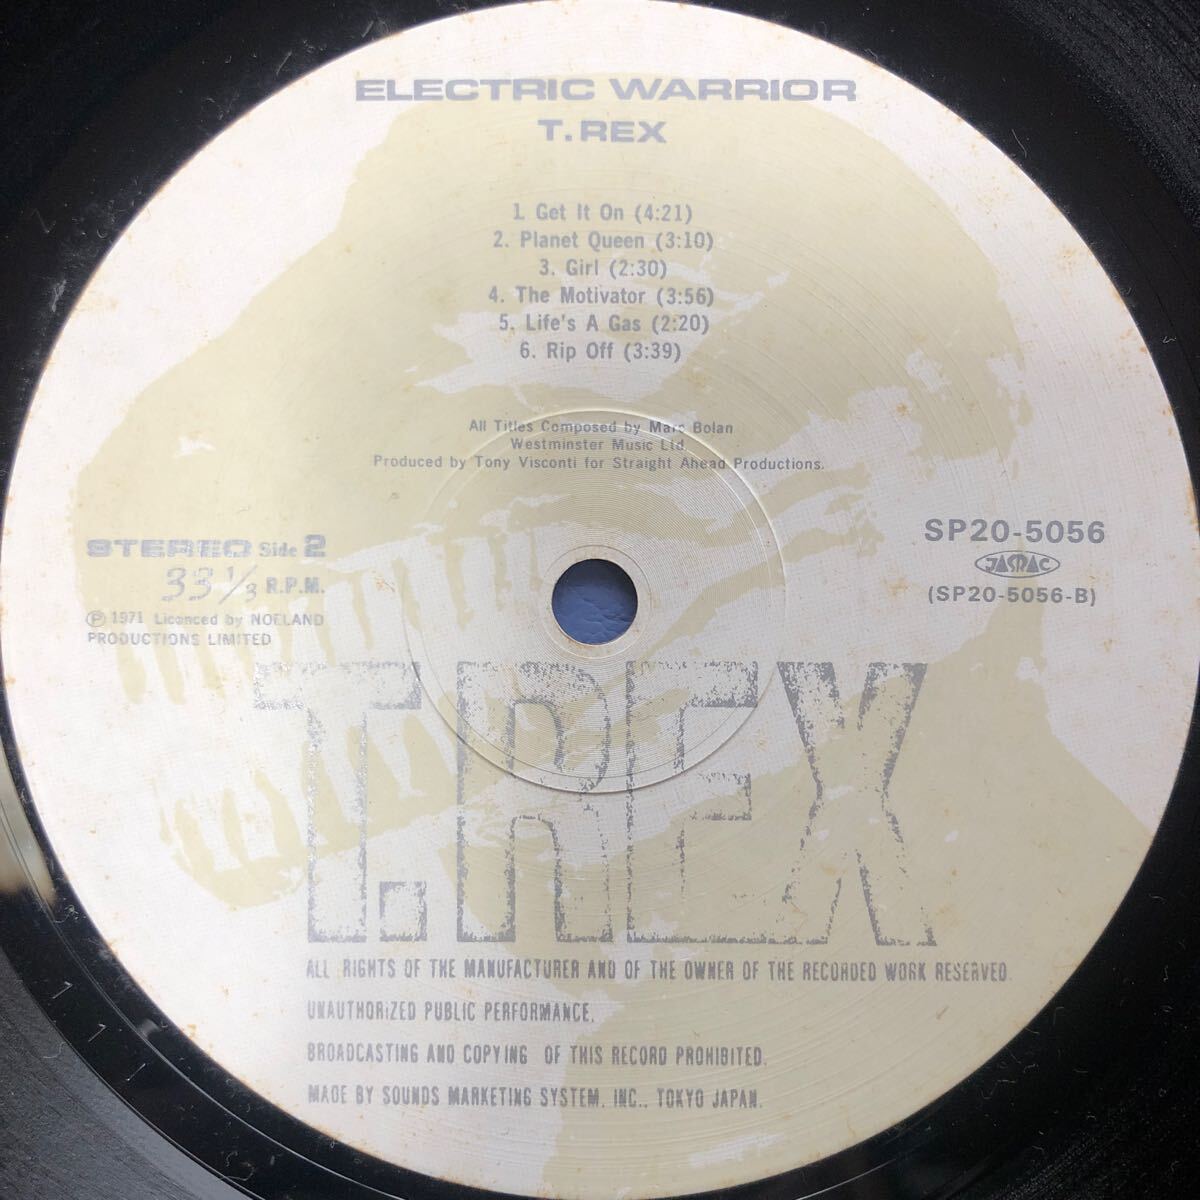 ELECTRIC WARRIOR
T.REX
1. Get It On (4:21)
2. Planet Queen (3:10)
3. Girl (2:30)
4. The Motivator (3:56)
5. Life's A Gas (2:20)
6. Rip Off (3:39)
All Titles Composed by Marc Bolan
Westminster Music Ltd
Produced by Tony Visconti for Straight Ahead Productions.
STEREO Side 2
33 1/3 R.P.M.
Ⓟ 1971 Licenced by NOELAND
PRODUCTIONS LIMITED
SP20-5056
JASRAC
(SP20-5056-B)
T.REX
ALL RIGHTS OF THE MANUFACTURER AND OF THE OWNER OF THE RECORDED WORK RESERVED.
UNAUTHORIZED PUBLIC PERFORMANCE,
BROADCASTING AND COPYING OF THIS RECORD PROHIBITED.
MADE BY SOUNDS MARKETING SYSTEM, INC., TOKYO JAPAN.